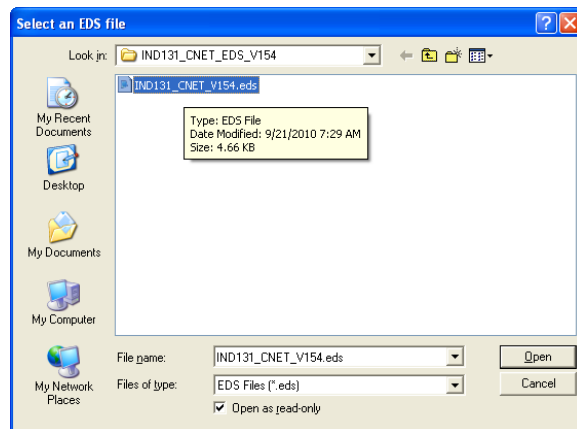 Select an EDS file
Look in: IND131_CNET_EDS_V154
IND131_CNET_V154.eds
Type: EDS File
Date Modified: 9/21/2010 7:29 AM
Size: 4.66 KB
My Recent
Documents
Desktop
My Documents
My Computer
My Network
Places
File name: IND131_CNET_V154.eds Open
Files of type: EDS Files (*.eds) Cancel
Open as read-only